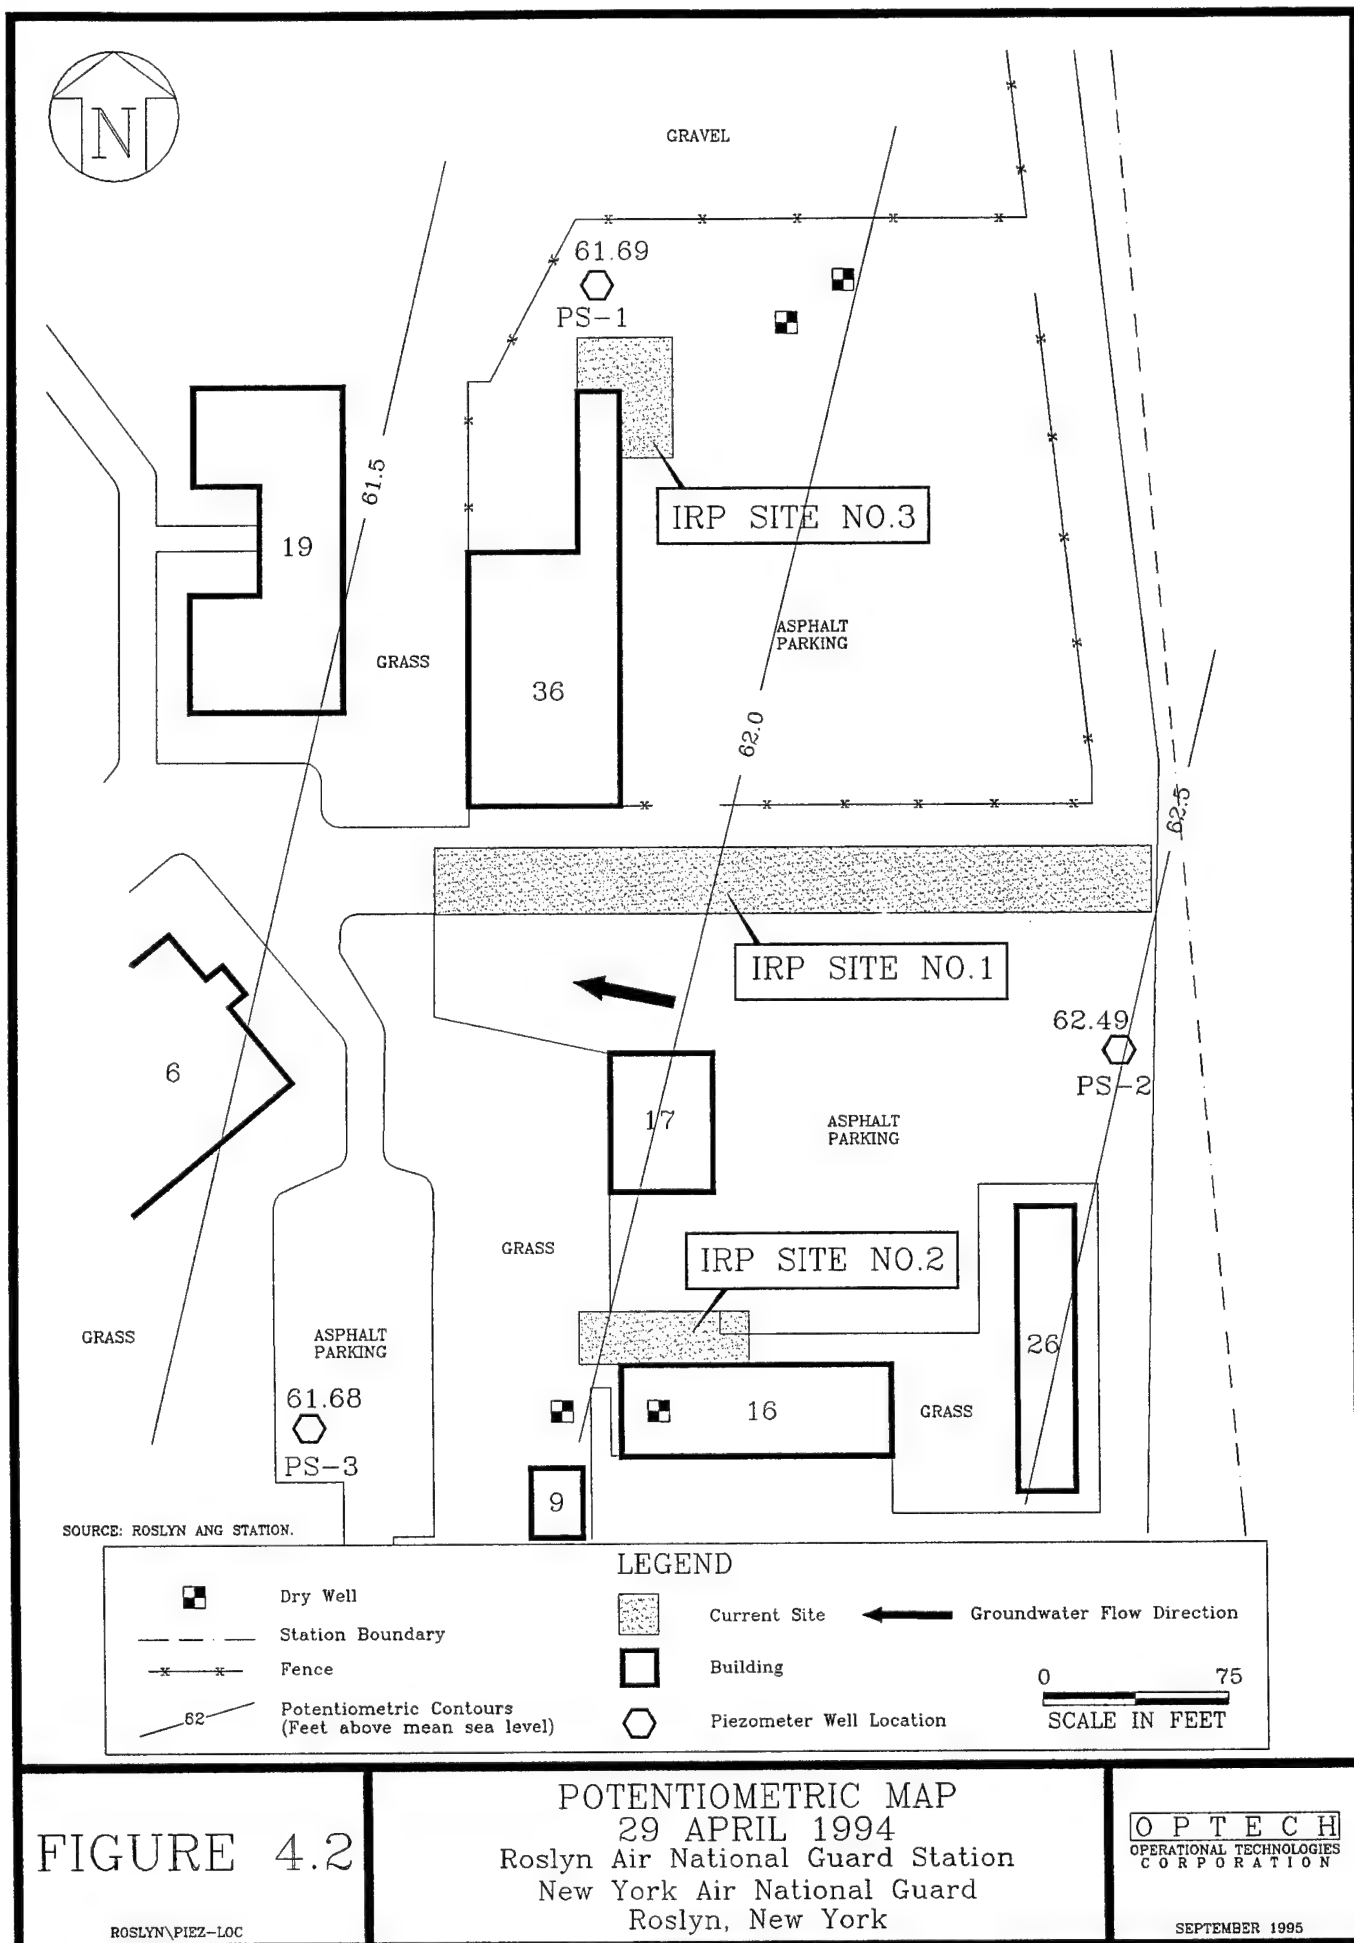 N
GRAVEL
61.69
PS-1
61.5
19
IRP SITE NO.3
ASPHALT
PARKING
GRASS
36
62.0
62.5
IRP SITE NO.1
62.49
PS-2
6
17
ASPHALT
PARKING
GRASS
IRP SITE NO.2
GRASS
ASPHALT
PARKING
26
61.68
PS-3
16
GRASS
9
SOURCE: ROSLYN ANG STATION.
LEGEND
Dry Well
Station Boundary
Fence
62
Potentiometric Contours
(Feet above mean sea level)
Current Site
Building
Piezometer Well Location
Groundwater Flow Direction
0 75
SCALE IN FEET
FIGURE 4.2
ROSLYN\PIEZ-LOC
POTENTIOMETRIC MAP
29 APRIL 1994
Roslyn Air National Guard Station
New York Air National Guard
Roslyn, New York
OPTECH
OPERATIONAL TECHNOLOGIES
CORPORATION
SEPTEMBER 1995